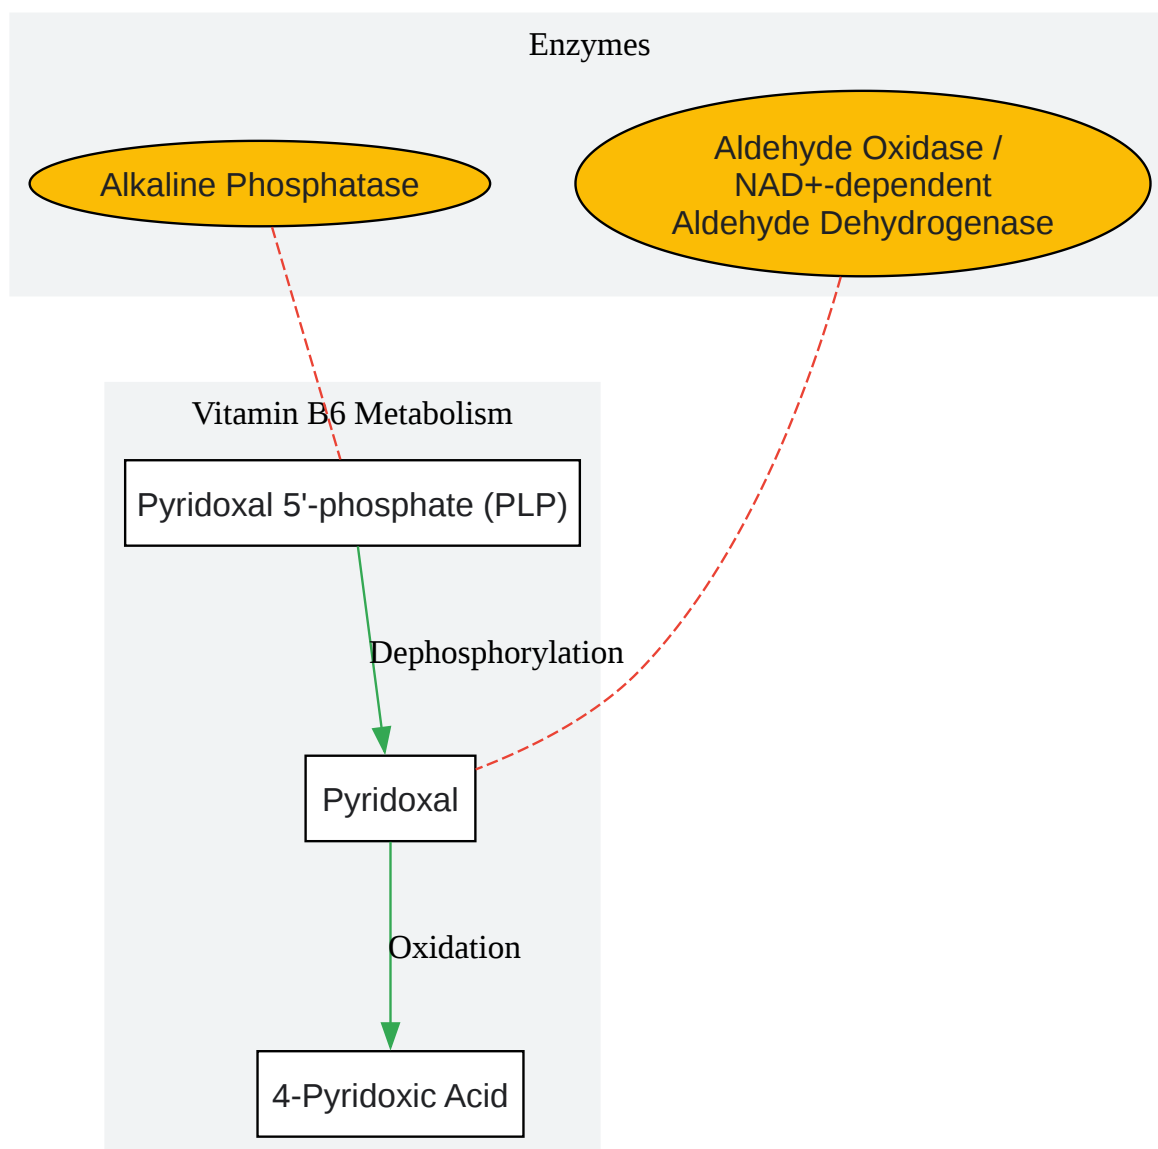 Enzymes
Alkaline Phosphatase
Aldehyde Oxidase /
NAD+-dependent
Aldehyde Dehydrogenase
Vitamin B6 Metabolism
Pyridoxal 5'-phosphate (PLP)
Dephosphorylation
Pyridoxal
Oxidation
4-Pyridoxic Acid